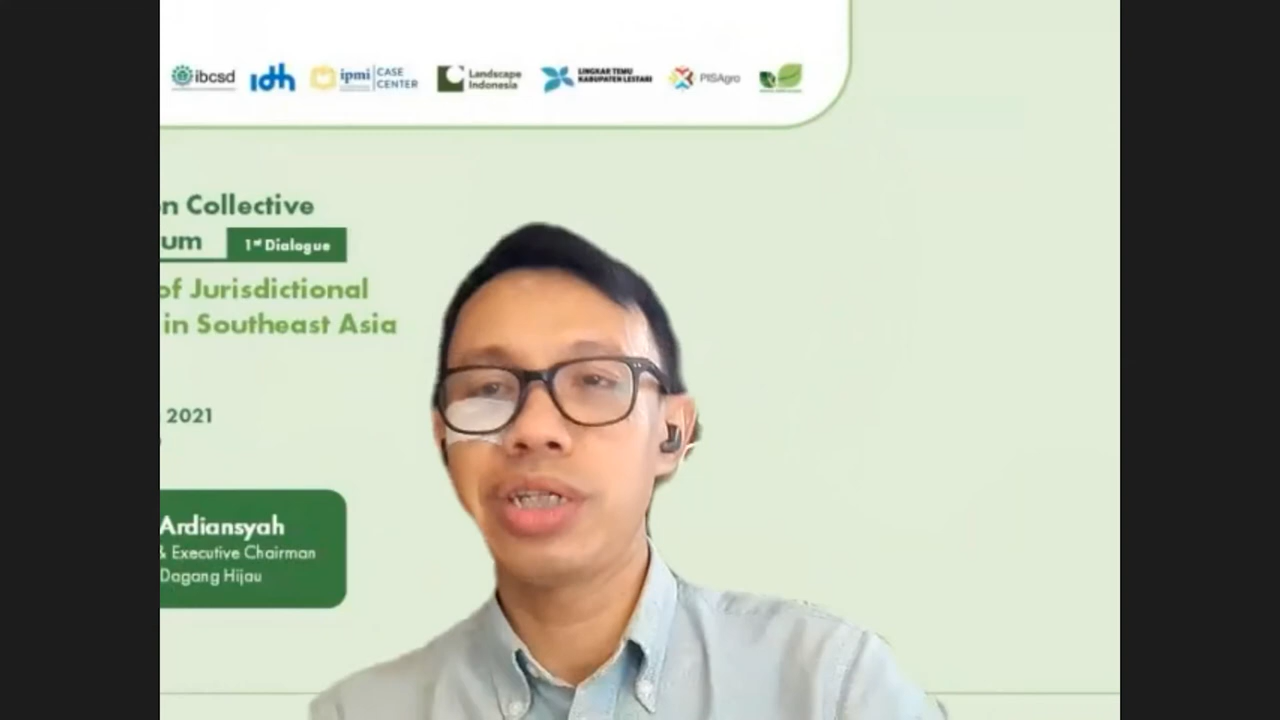 ibcsd
idh
ipmi
CASE
CENTER
Landscape
Indonesia
LINGKAR TEMU
KABUPATEN LESTARI
PISAgro
n Collective
um
1st Dialogue
of Jurisdictional
in Southeast Asia
2021
Ardiansyah
& Executive Chairman
Dagang Hijau